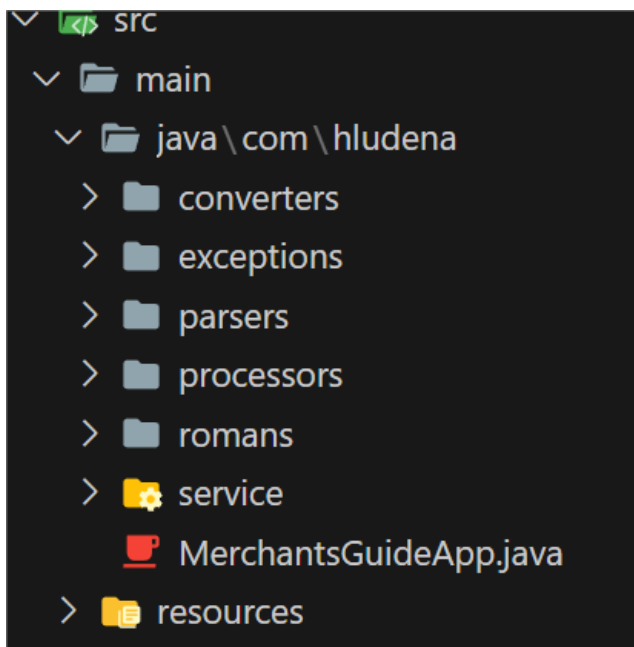 src
main
java\com\hludena
converters
exceptions
parsers
processors
romans
service
MerchantsGuideApp.java
resources